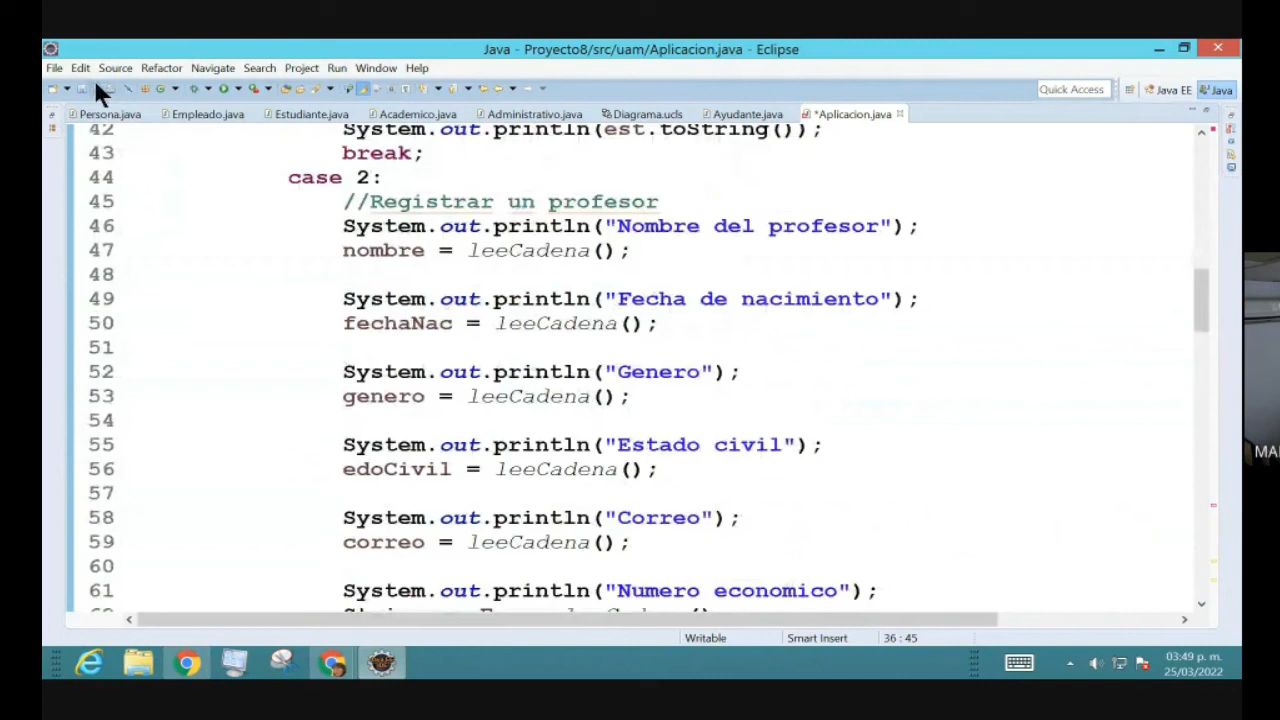 Java - Proyecto8/src/uam/Aplicacion.java - Eclipse
File Edit Source Refactor Navigate Search Project Run Window Help
Quick Access Java EE Java
Persona.java Empleado.java Estudiante.java Academico.java Administrativo.java Diagrama.ucls Ayudante.java *Aplicacion.java
42 System.out.println(est.toString());
43 break;
44 case 2:
45 //Registrar un profesor
46 System.out.println("Nombre del profesor");
47 nombre = leeCadena();
48
49 System.out.println("Fecha de nacimiento");
50 fechaNac = leeCadena();
51
52 System.out.println("Genero");
53 genero = leeCadena();
54
55 System.out.println("Estado civil");
56 edoCivil = leeCadena();
57
58 System.out.println("Correo");
59 correo = leeCadena();
60
61 System.out.println("Numero economico");
Writable Smart Insert 36 : 45
03:49 p. m.
25/03/2022